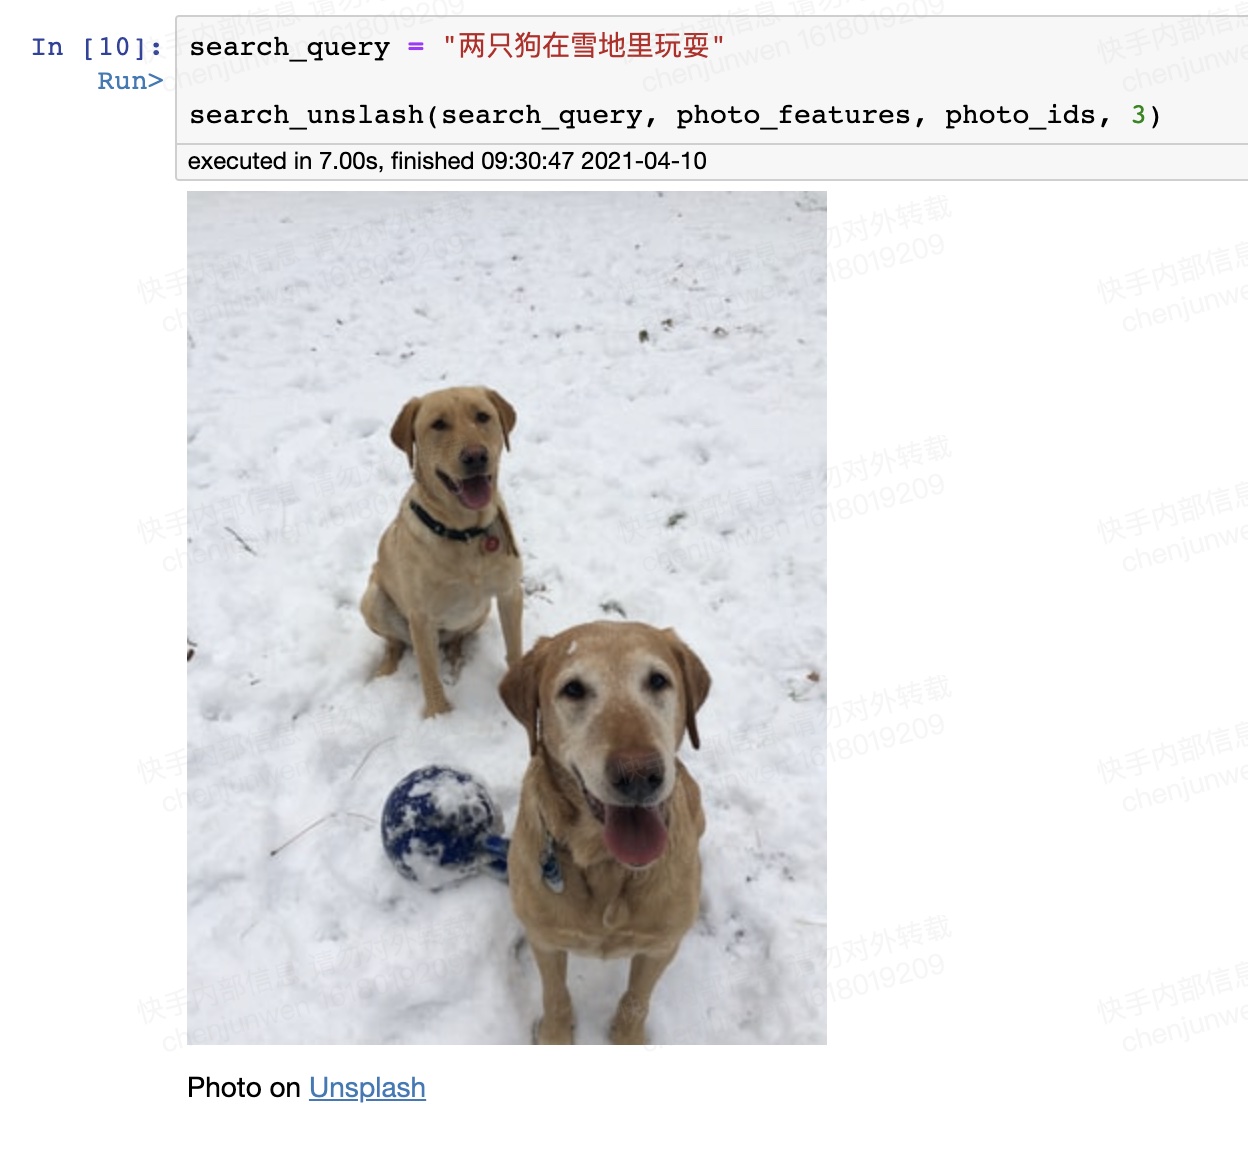 In [10]:
search_query = "两只狗在雪地里玩耍"
Run>
search_unslash(search_query, photo_features, photo_ids, 3)
executed in 7.00s, finished 09:30:47 2021-04-10
快手内部信息 请勿对外转载
chenjunwen 1618019209
Photo on Unsplash